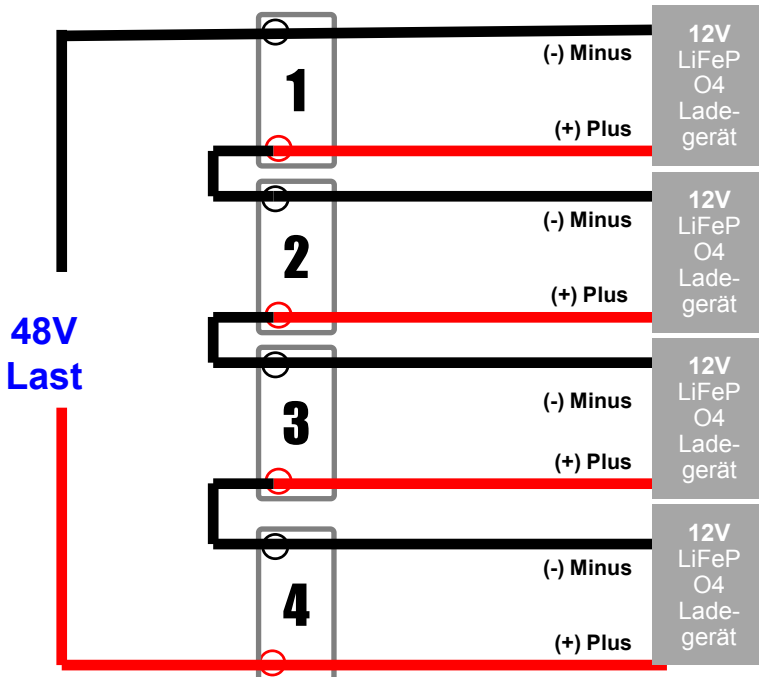 1
(-) Minus
(+) Plus
12V
LiFeP
O4
Lade-
gerät
2
(-) Minus
(+) Plus
12V
LiFeP
O4
Lade-
gerät
48V
Last
3
(-) Minus
(+) Plus
12V
LiFeP
O4
Lade-
gerät
4
(-) Minus
(+) Plus
12V
LiFeP
O4
Lade-
gerät